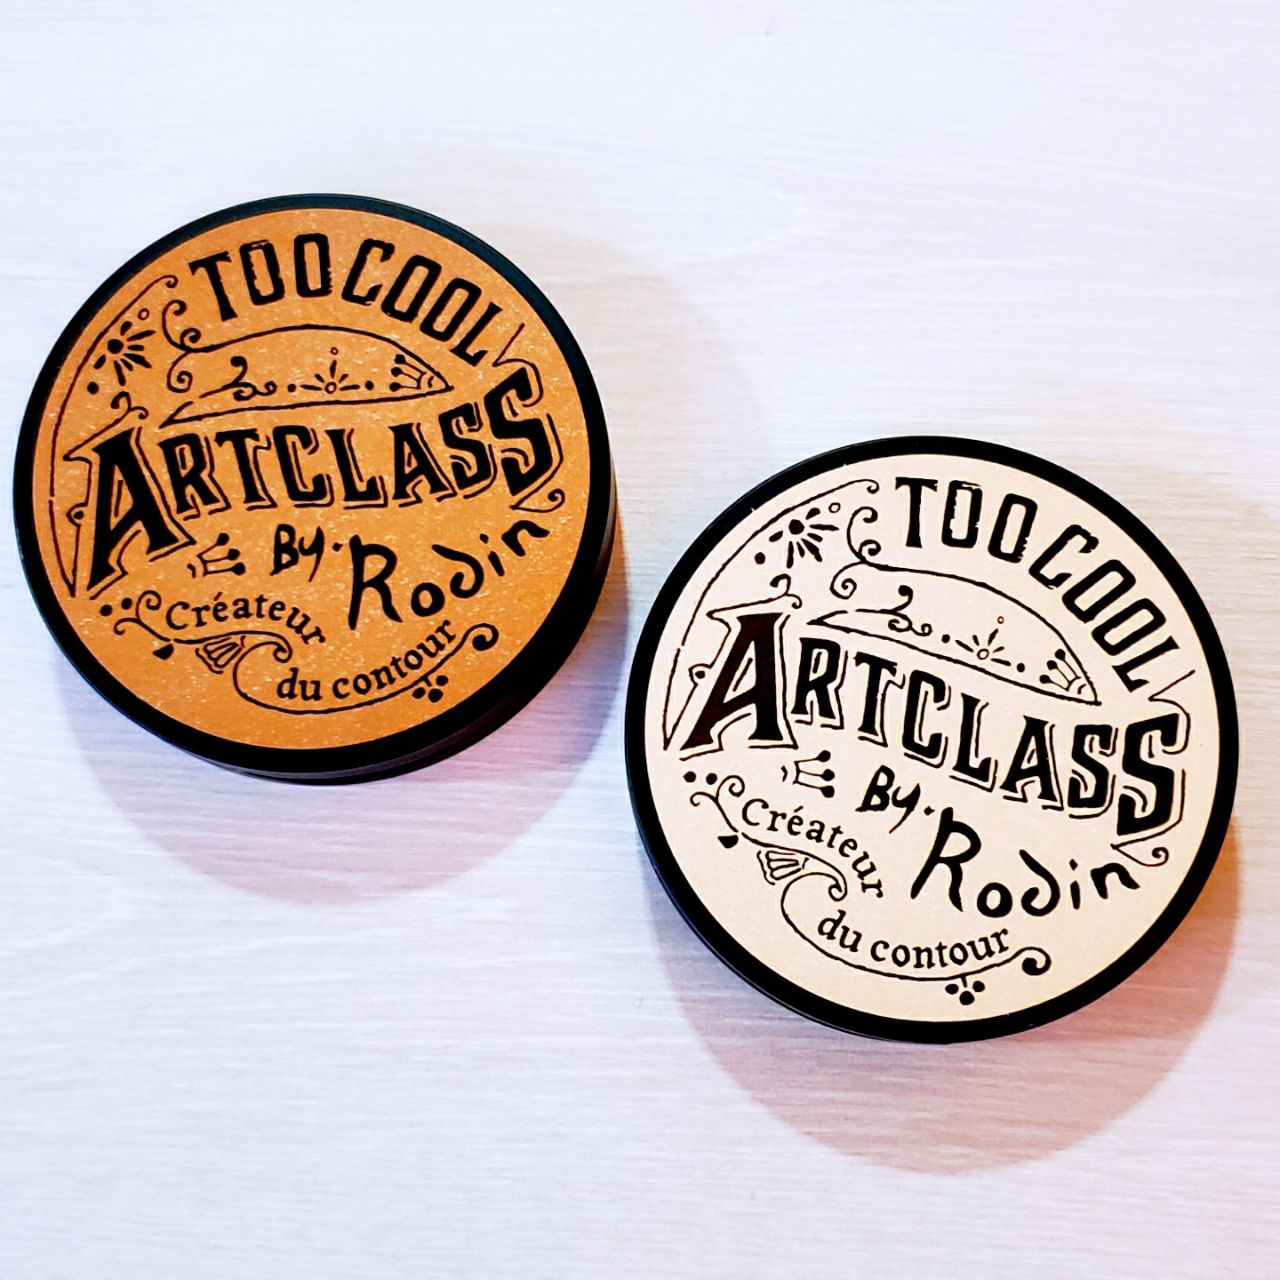 TOO COOL
ARTCLASS
By. Rodin
Créateur
du contour
TOO COOL
ARTCLASS
By. Rodin
Créateur
du contour